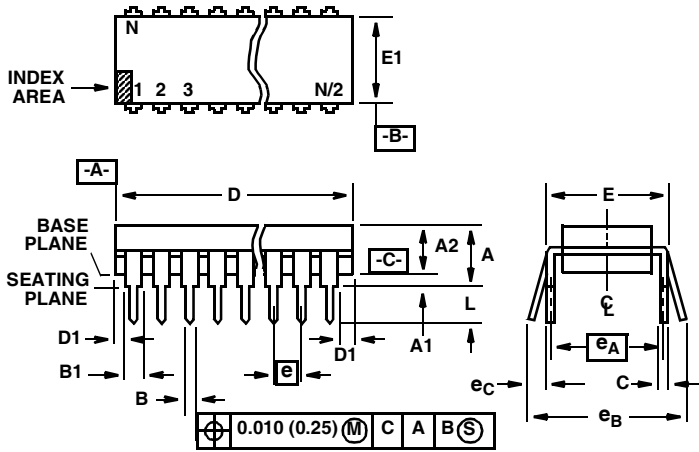 N
E1
INDEX
AREA
1 2 3 N/2
-B-
-A-
D
E
BASE
PLANE
A2
A
-C-
SEATING
PLANE
L
℄
D1
A1
D1
eA
B1
e
eC
C
B
eB
0.010 (0.25) Ⓜ C A B Ⓢ